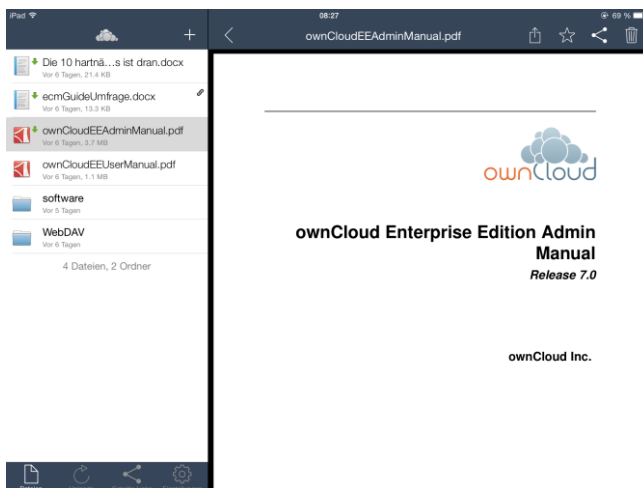 iPad
08:27
69 %
ownCloudEEAdminManual.pdf
Die 10 hartnä…s ist dran.docx
Vor 6 Tagen, 21.4 KB
ecmGuideUmfrage.docx
Vor 6 Tagen, 13.3 KB
ownCloudEEAdminManual.pdf
Vor 6 Tagen, 3.7 MB
ownCloudEEUserManual.pdf
Vor 6 Tagen, 1.1 MB
software
Vor 5 Tagen
WebDAV
Vor 6 Tagen
4 Dateien, 2 Ordner
ownCloud
ownCloud Enterprise Edition Admin
Manual
Release 7.0
ownCloud Inc.